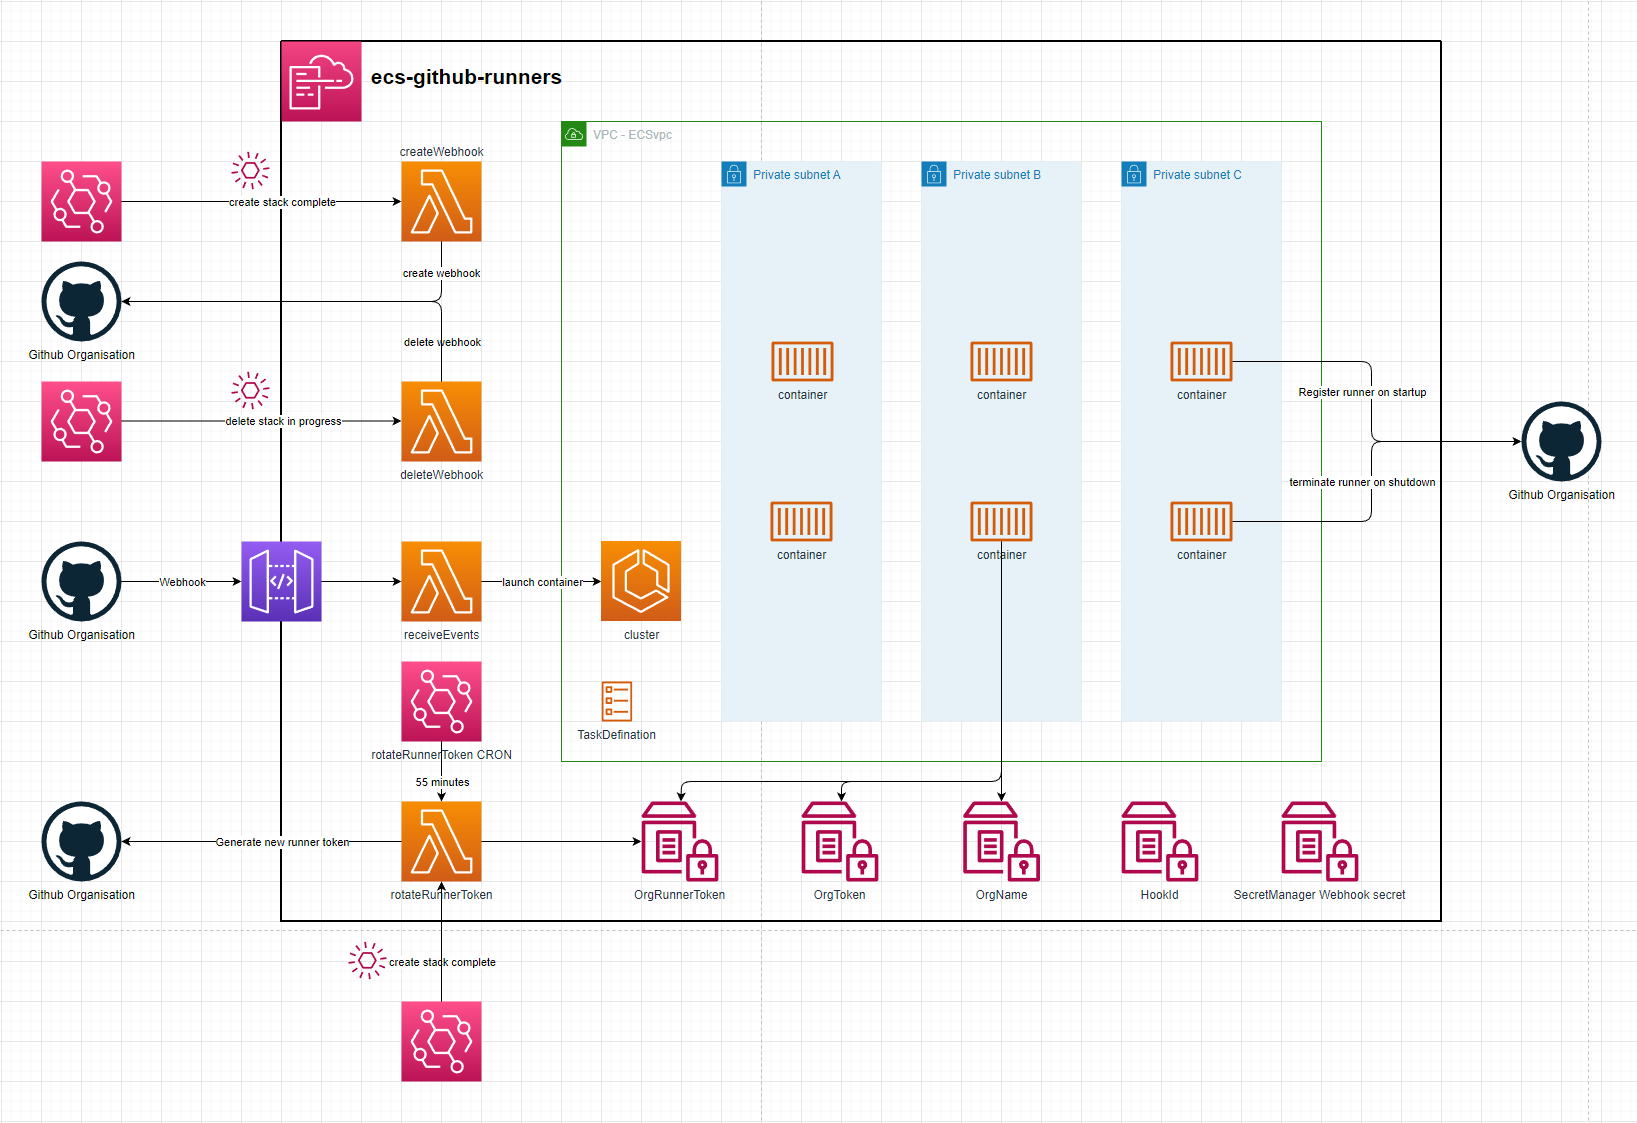 ecs-github-runners
VPC - ECSvpc
createWebhook
Private subnet A
Private subnet B
Private subnet C
create stack complete
create webhook
delete webhook
Github Organisation
container
container
container
Register runner on startup
delete stack in progress
deleteWebhook
terminate runner on shutdown
Github Organisation
container
container
container
Webhook
launch container
Github Organisation
receiveEvents
cluster
TaskDefination
rotateRunnerToken CRON
55 minutes
Generate new runner token
Github Organisation
rotateRunnerToken
OrgRunnerToken
OrgToken
OrgName
HookId
SecretManager Webhook secret
create stack complete